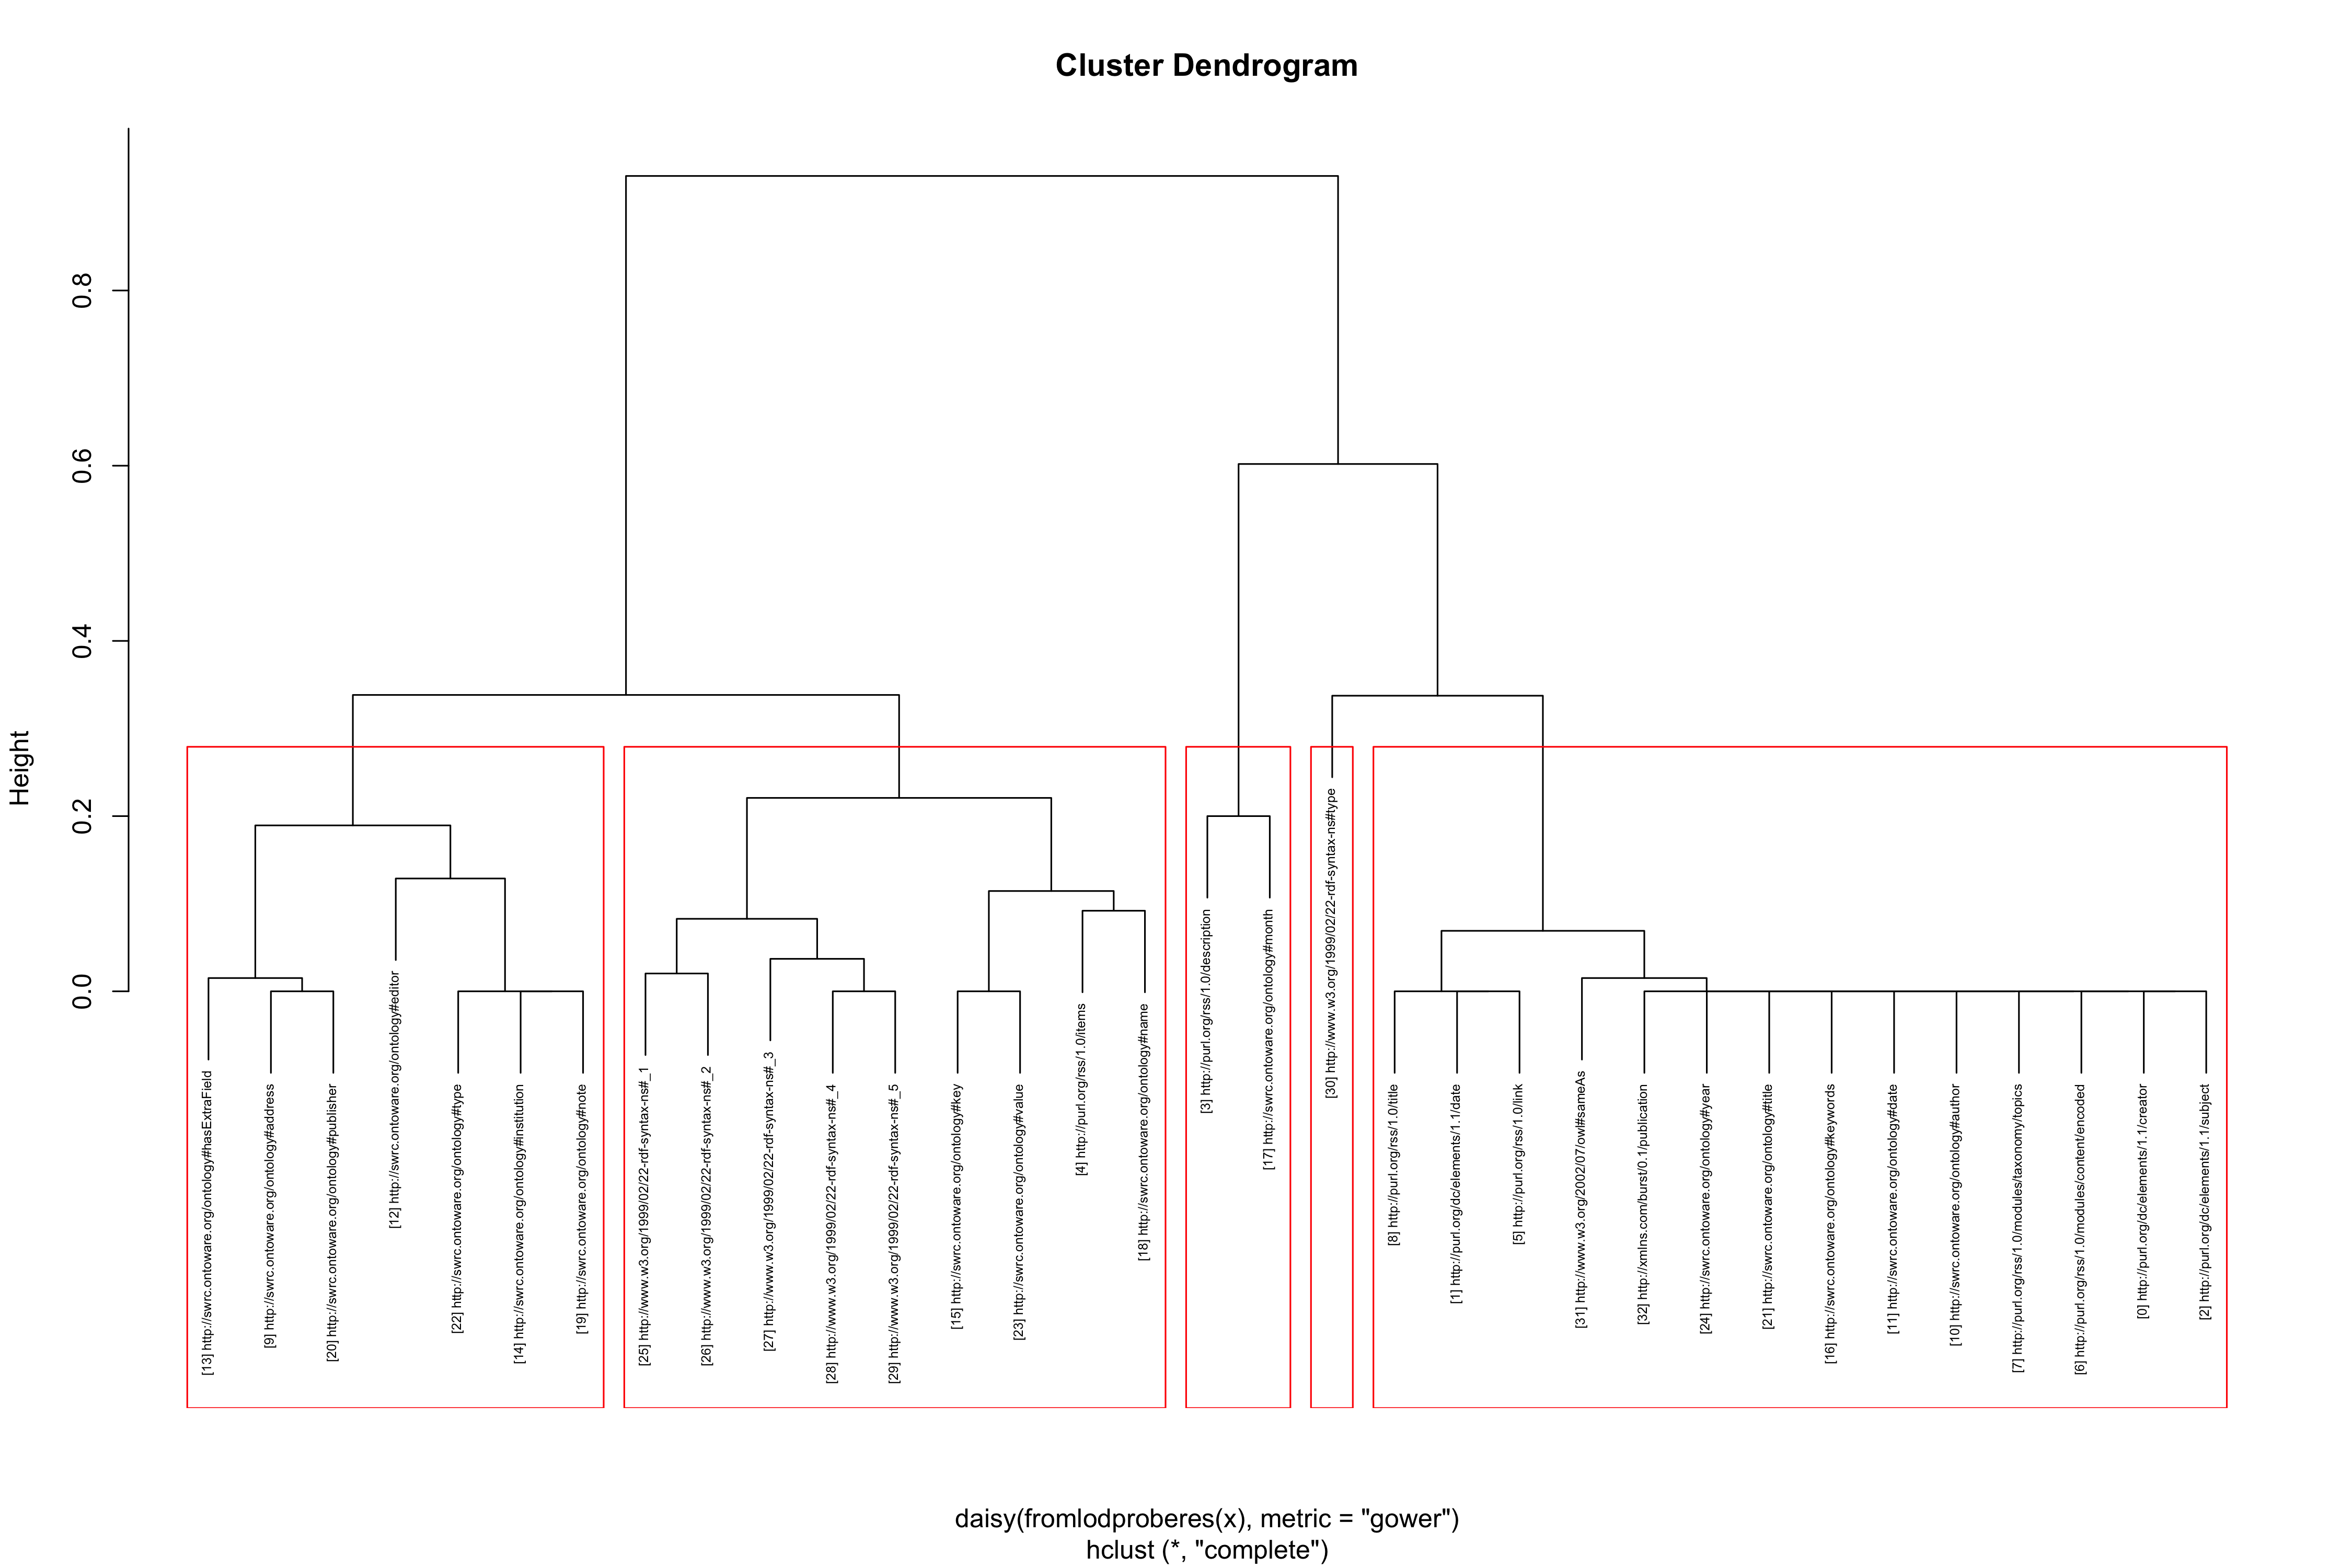 Cluster Dendrogram
Height
0.0
0.2
0.4
0.6
0.8
[13] http://swrc.ontoware.org/ontology#hasExtraField
[9] http://swrc.ontoware.org/ontology#address
[20] http://swrc.ontoware.org/ontology#publisher
[12] http://swrc.ontoware.org/ontology#editor
[22] http://swrc.ontoware.org/ontology#type
[14] http://swrc.ontoware.org/ontology#institution
[19] http://swrc.ontoware.org/ontology#note
[25] http://www.w3.org/1999/02/22-rdf-syntax-ns#_1
[26] http://www.w3.org/1999/02/22-rdf-syntax-ns#_2
[27] http://www.w3.org/1999/02/22-rdf-syntax-ns#_3
[28] http://www.w3.org/1999/02/22-rdf-syntax-ns#_4
[29] http://www.w3.org/1999/02/22-rdf-syntax-ns#_5
[15] http://swrc.ontoware.org/ontology#key
[23] http://swrc.ontoware.org/ontology#value
[4] http://purl.org/rss/1.0/items
[18] http://swrc.ontoware.org/ontology#name
[3] http://purl.org/rss/1.0/description
[17] http://swrc.ontoware.org/ontology#month
[30] http://www.w3.org/1999/02/22-rdf-syntax-ns#type
[8] http://purl.org/rss/1.0/title
[1] http://purl.org/dc/elements/1.1/date
[5] http://purl.org/rss/1.0/link
[31] http://www.w3.org/2002/07/owl#sameAs
[32] http://xmlns.com/burst/0.1/publication
[24] http://swrc.ontoware.org/ontology#year
[21] http://swrc.ontoware.org/ontology#title
[16] http://swrc.ontoware.org/ontology#keywords
[11] http://swrc.ontoware.org/ontology#date
[10] http://swrc.ontoware.org/ontology#author
[7] http://purl.org/rss/1.0/modules/taxonomy/topics
[6] http://purl.org/rss/1.0/modules/content/encoded
[0] http://purl.org/dc/elements/1.1/creator
[2] http://purl.org/dc/elements/1.1/subject
daisy(fromlodproberes(x), metric = "gower")
hclust (*, "complete")